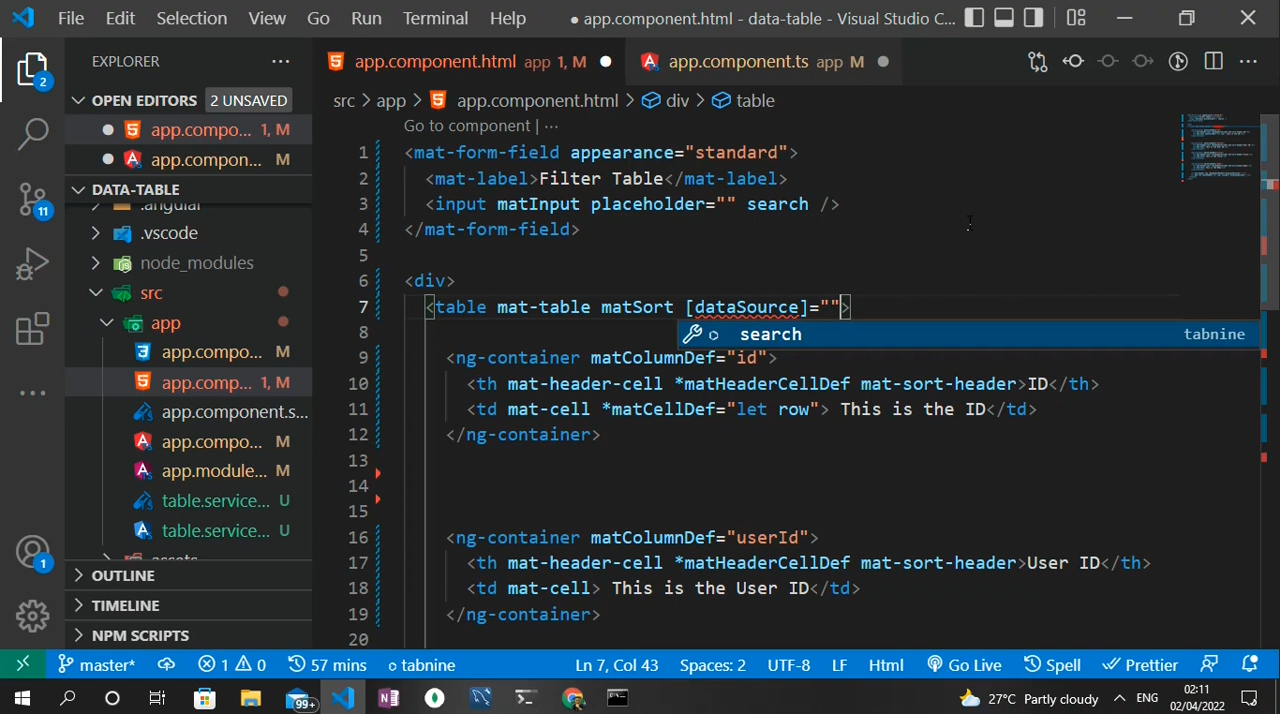 File Edit Selection View Go Run Terminal Help ● app.component.html - data-table - Visual Studio C...
EXPLORER
app.component.html app 1, M
app.component.ts app M
OPEN EDITORS 2 UNSAVED
app.compo... 1, M
app.compon... M
DATA-TABLE
.angular
.vscode
node_modules
src
app
app.compo... M
app.comp... 1, M
app.component.s...
app.compo... M
app.module... M
table.service... U
table.service... U
assets
OUTLINE
TIMELINE
NPM SCRIPTS
2
11
1
src > app > app.component.html > div > table
Go to component | ...
1 <mat-form-field appearance="standard">
2 <mat-label>Filter Table</mat-label>
3 <input matInput placeholder="" search />
4 </mat-form-field>
5
6 <div>
7 <table mat-table matSort [dataSource]="">
search tabnine
8
9 <ng-container matColumnDef="id">
10 <th mat-header-cell *matHeaderCellDef mat-sort-header>ID</th>
11 <td mat-cell *matCellDef="let row"> This is the ID</td>
12 </ng-container>
13
14
15
16 <ng-container matColumnDef="userId">
17 <th mat-header-cell *matHeaderCellDef mat-sort-header>User ID</th>
18 <td mat-cell> This is the User ID</td>
19 </ng-container>
20
master* 1 0 57 mins tabnine Ln 7, Col 43 Spaces: 2 UTF-8 LF Html Go Live Spell Prettier
99+ 27°C Partly cloudy ENG 02:11
02/04/2022